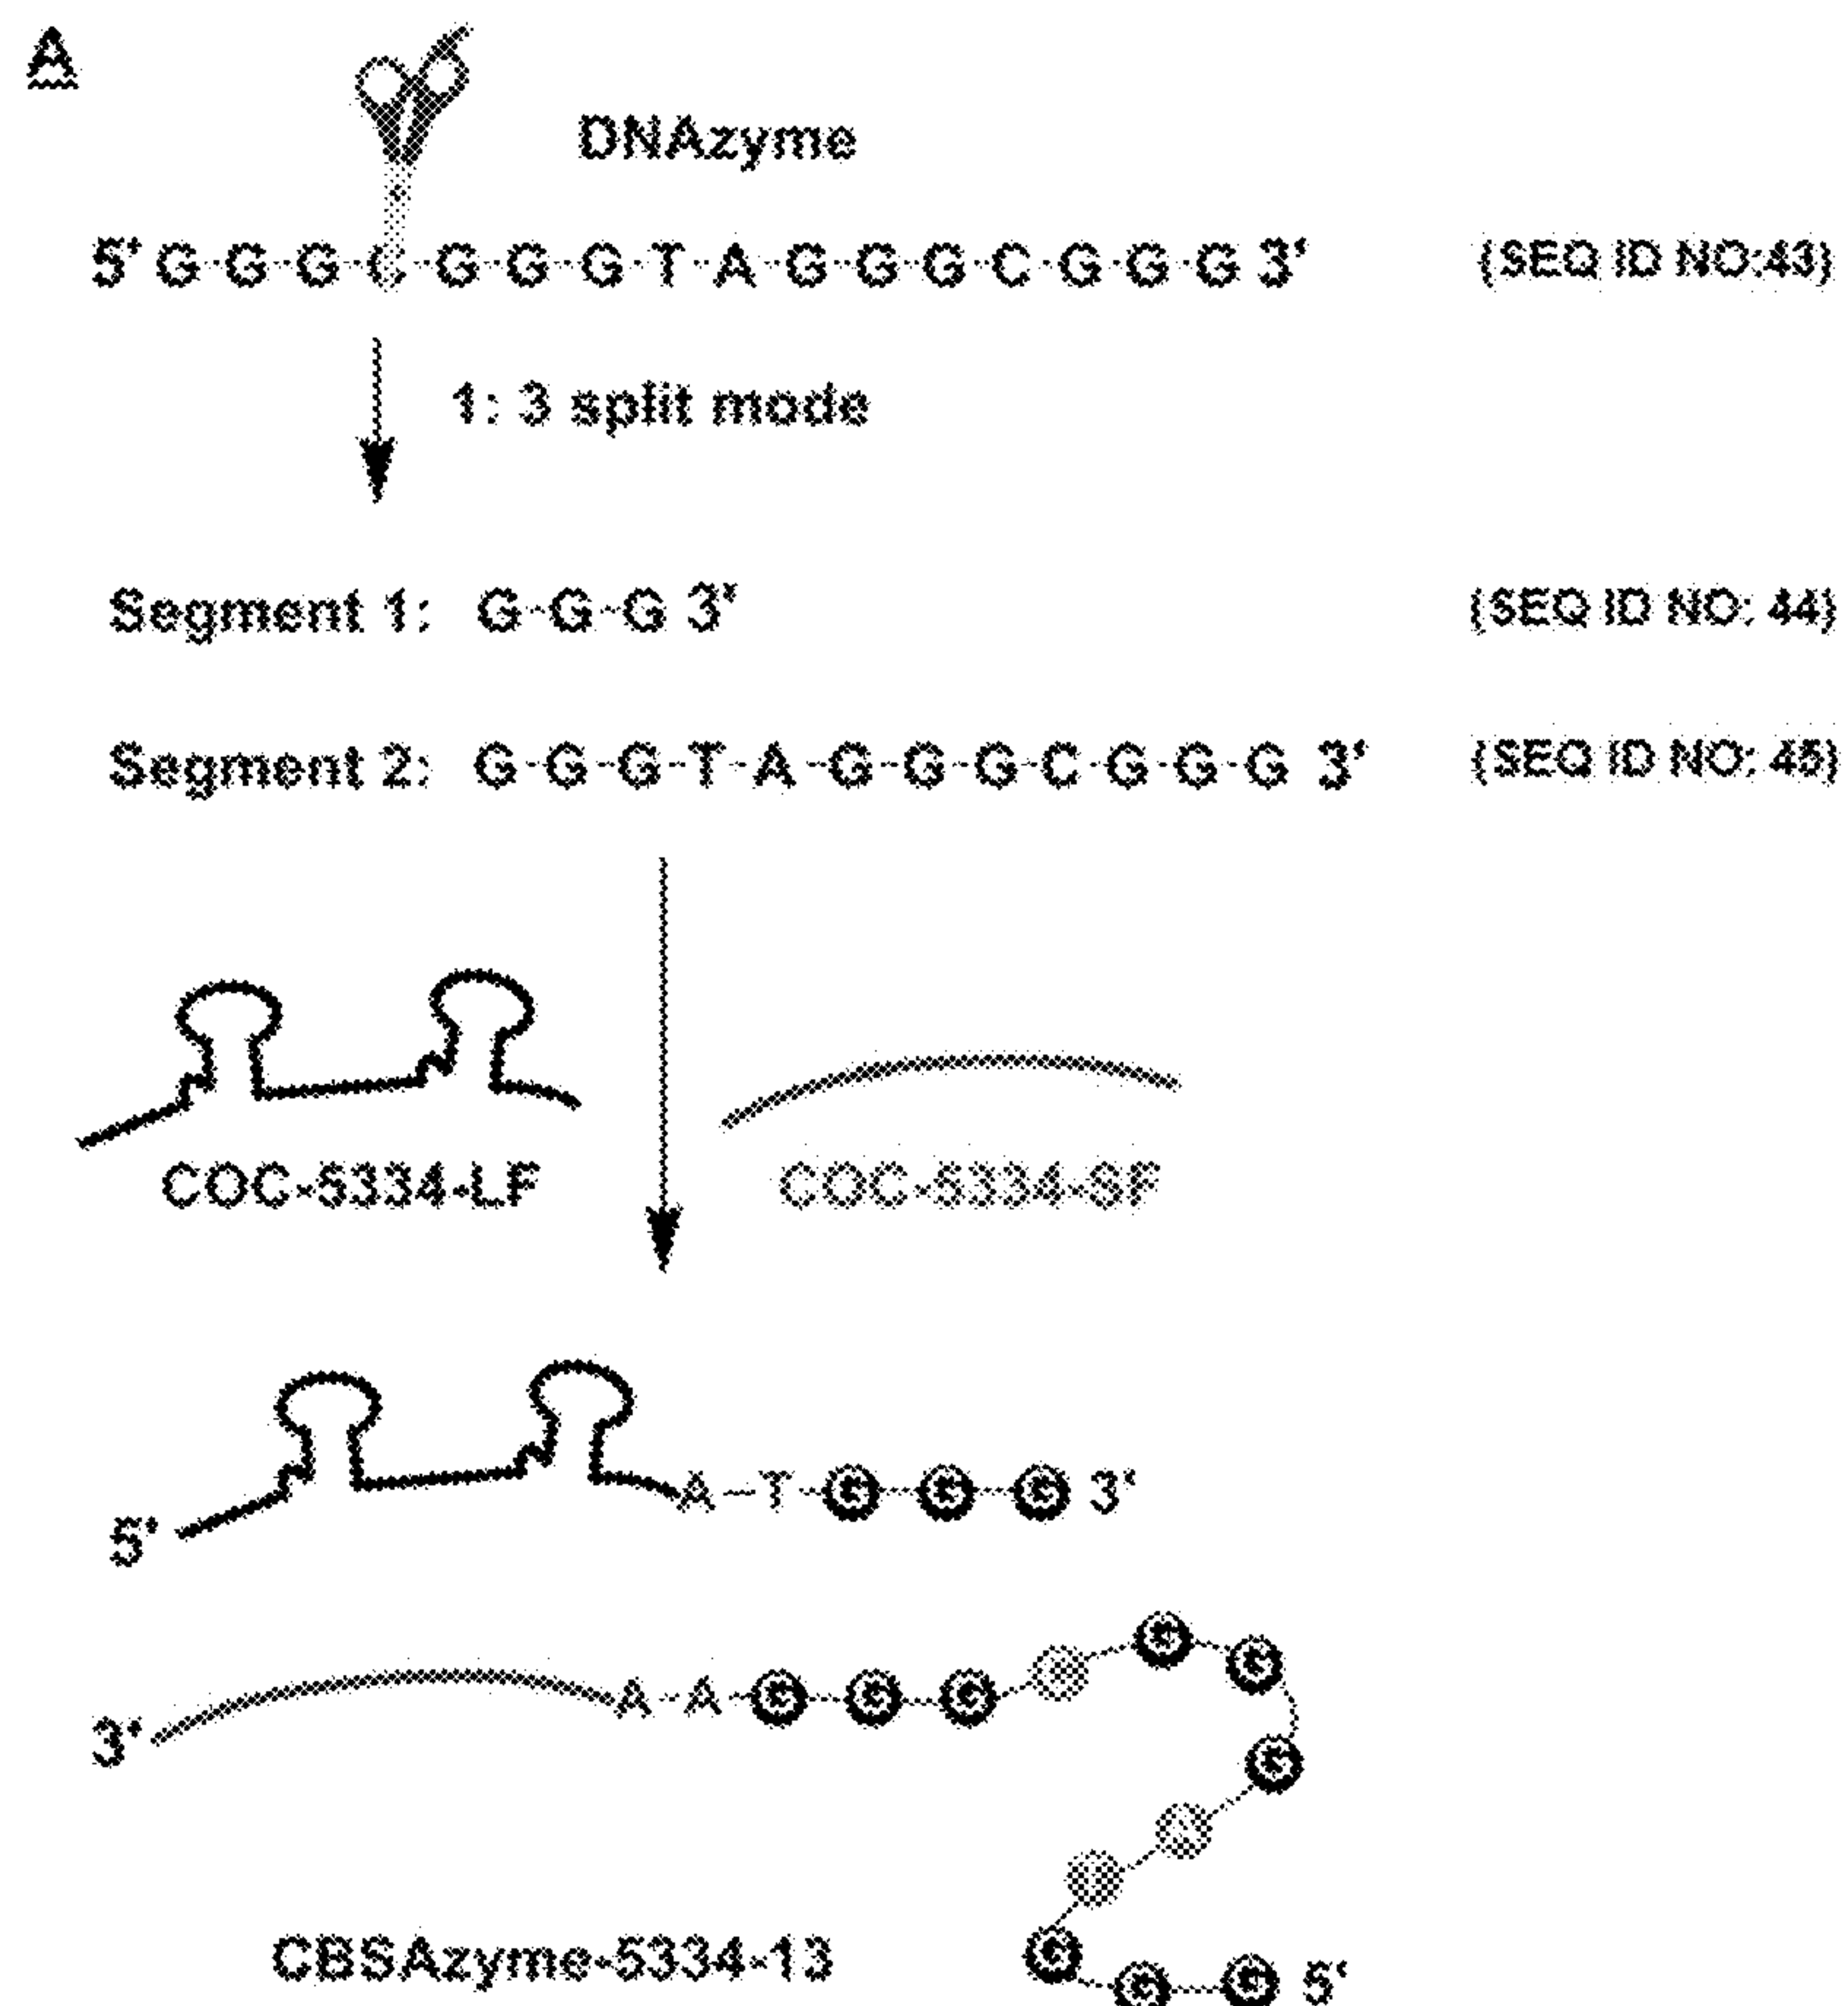 A
DNAzyme
5' G-G-G-C-G-G-G-T-A-G-G-G-C-G-G-G 3' (SEQ ID NO:43)
1: 3 split mode
Segment 1: G-G-G 3' (SEQ ID NO: 44)
Segment 2: G-G-G-T-A-G-G-G-C-G-G-G 3' (SEQ ID NO: 45)
COC-5334-LF COC-5334-SF
5' A-T-G-G-G 3'
3' A-A-G-G-G G G
G
G
G G 5'
CBSAzyme-5334-13